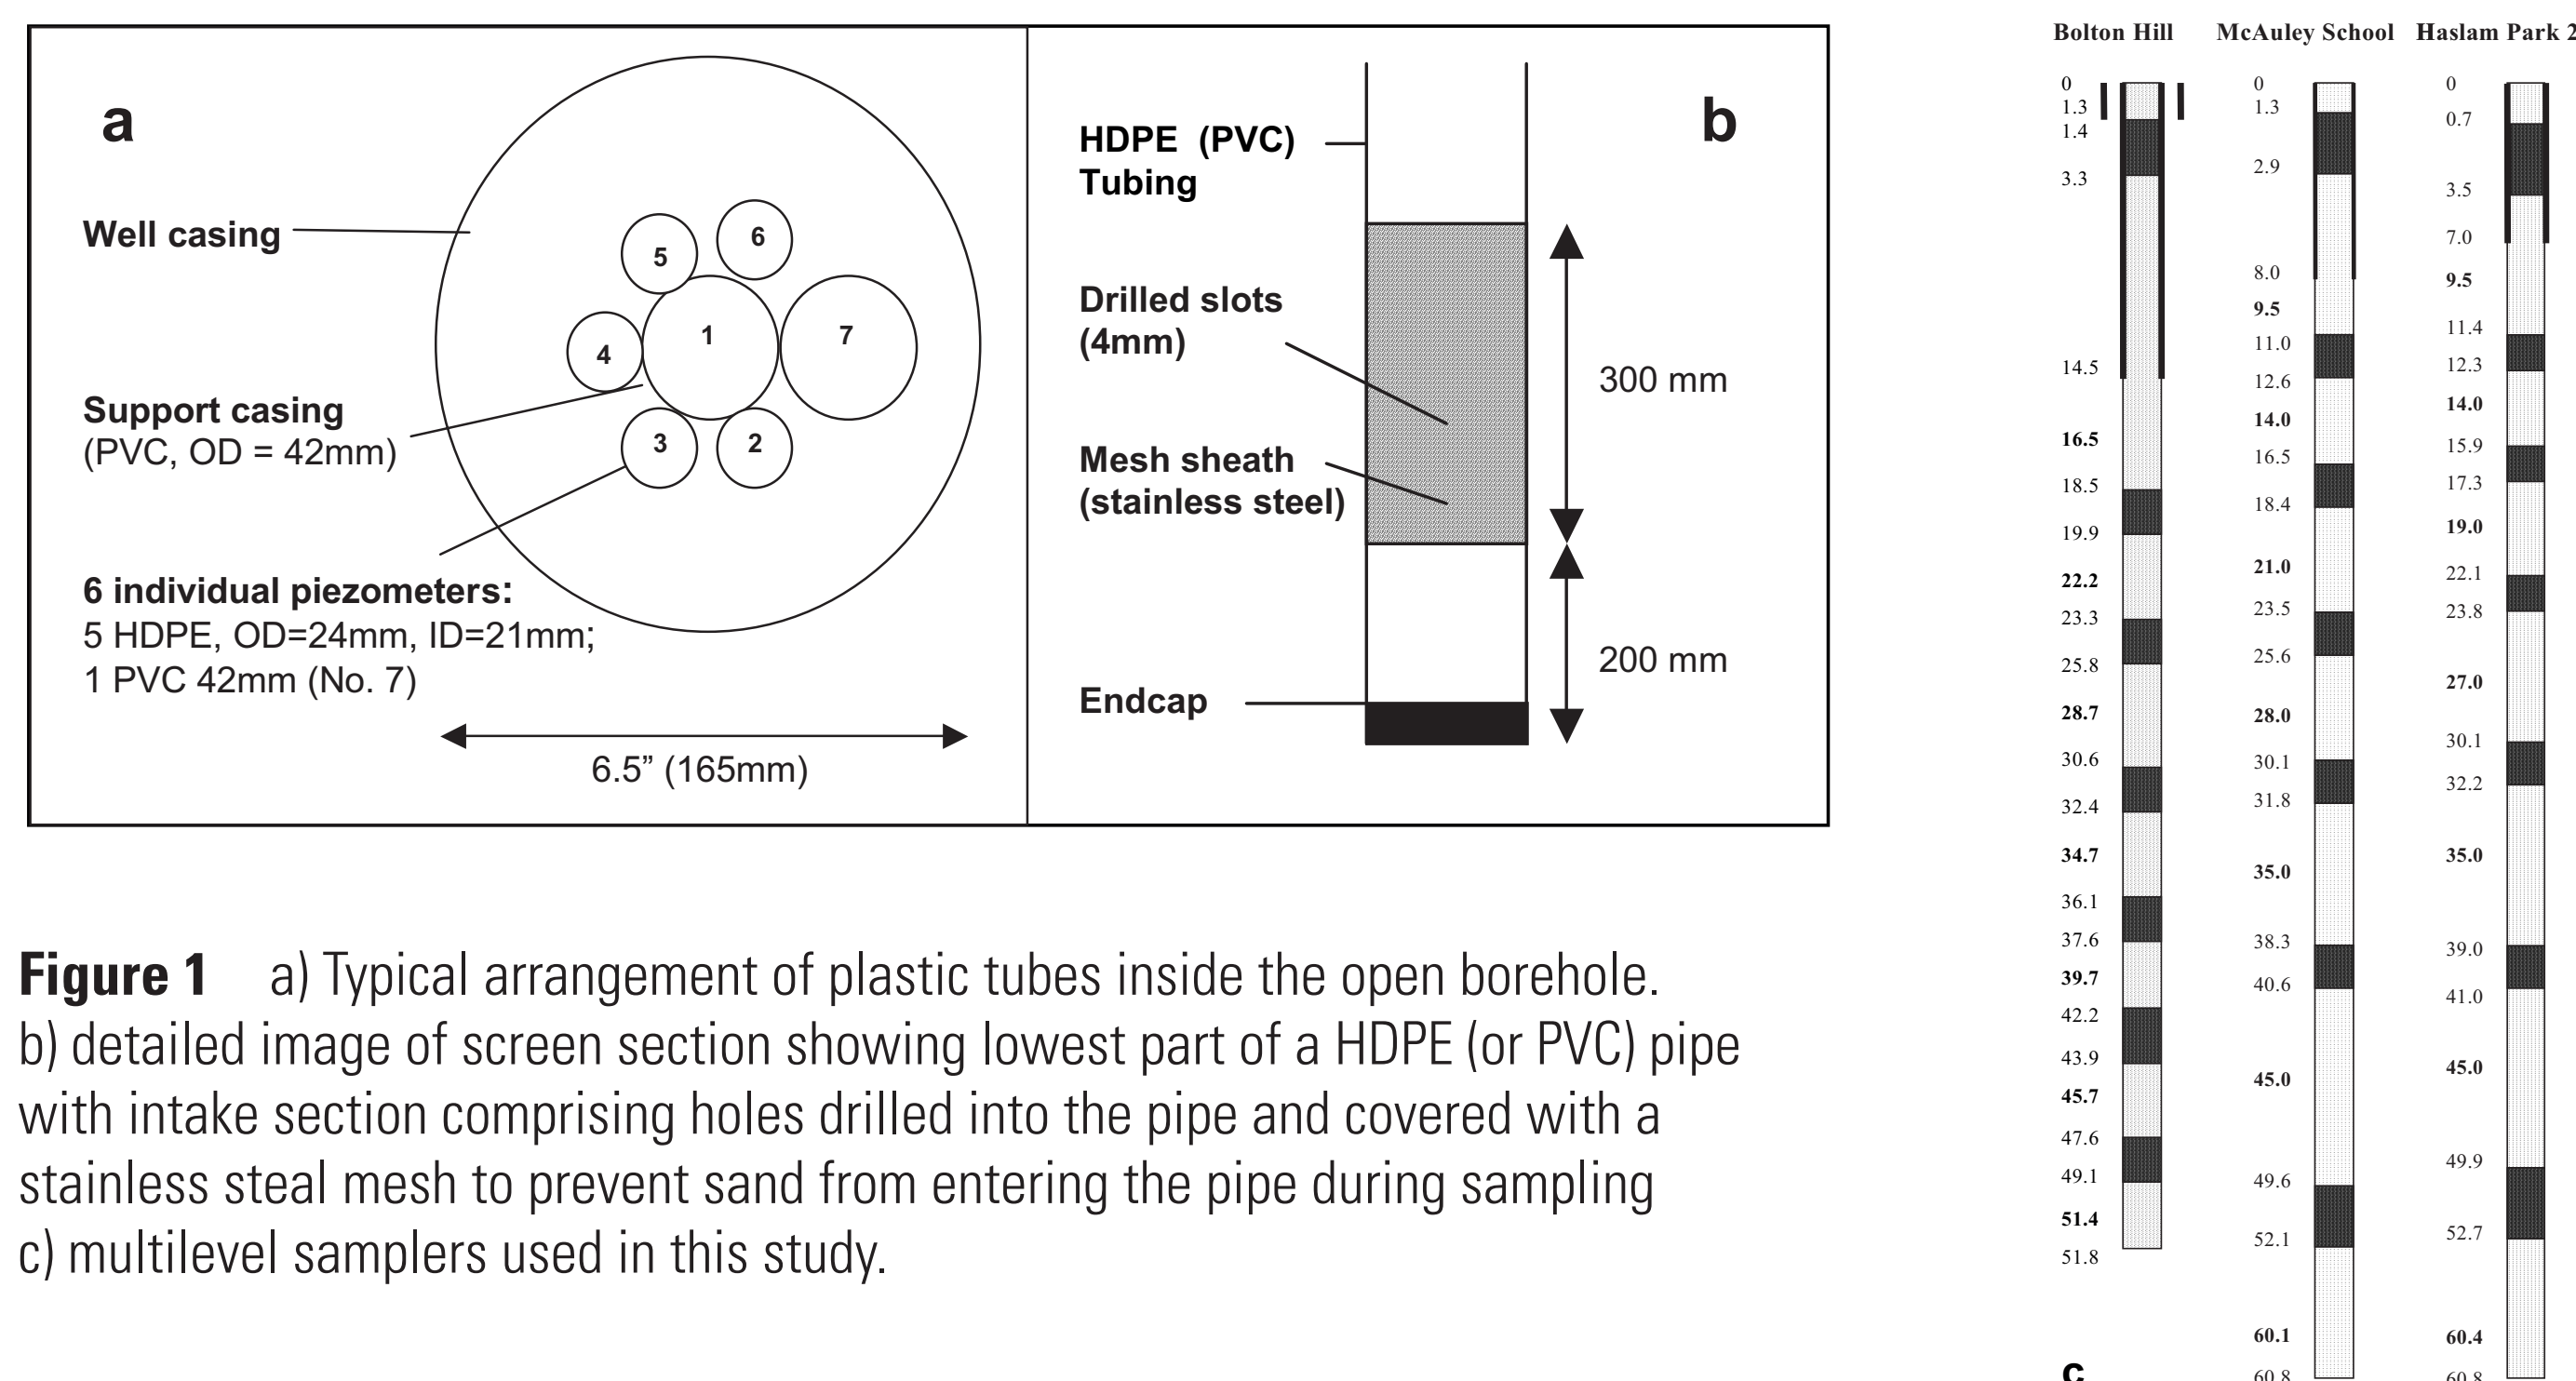 a
Well casing
Support casing
(PVC, OD = 42mm)
6 individual piezometers:
5 HDPE, OD=24mm, ID=21mm;
1 PVC 42mm (No. 7)
5
6
4
1
7
3
2
6.5” (165mm)
b
HDPE (PVC)
Tubing
Drilled slots
(4mm)
Mesh sheath
(stainless steel)
Endcap
300 mm
200 mm
Figure 1 a) Typical arrangement of plastic tubes inside the open borehole.
b) detailed image of screen section showing lowest part of a HDPE (or PVC) pipe
with intake section comprising holes drilled into the pipe and covered with a
stainless steal mesh to prevent sand from entering the pipe during sampling
c) multilevel samplers used in this study.
Bolton Hill
0
1.3
1.4
3.3
14.5
16.5
18.5
19.9
22.2
23.3
25.8
28.7
30.6
32.4
34.7
36.1
37.6
39.7
42.2
43.9
45.7
47.6
49.1
51.4
51.8
McAuley School
0
1.3
2.9
8.0
9.5
11.0
12.6
14.0
16.5
18.4
21.0
23.5
25.6
28.0
30.1
31.8
35.0
38.3
40.6
45.0
49.6
52.1
60.1
60.8
Haslam Park 2
0
0.7
3.5
7.0
9.5
11.4
12.3
14.0
15.9
17.3
19.0
22.1
23.8
27.0
30.1
32.2
35.0
39.0
41.0
45.0
49.9
52.7
60.4
60.8
c